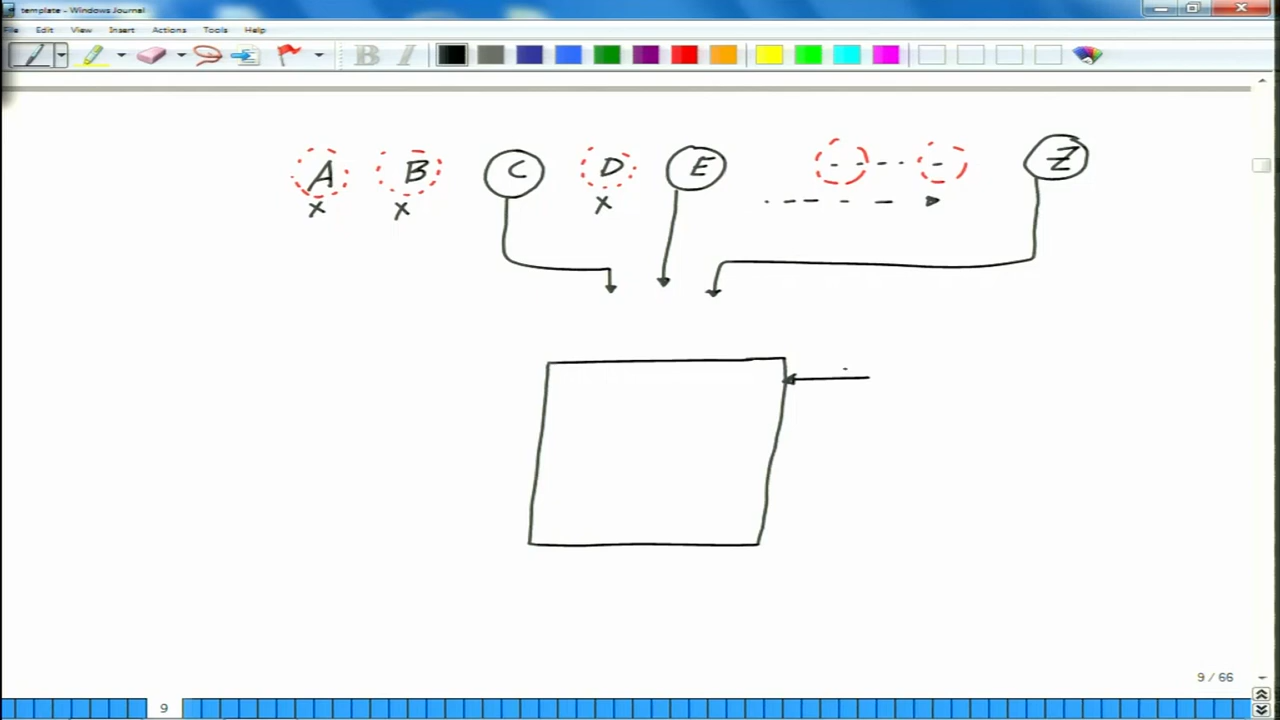 template - Windows Journal
File Edit View Insert Actions Tools Help
B I
A B C D E Z
x x x
9 / 66
9